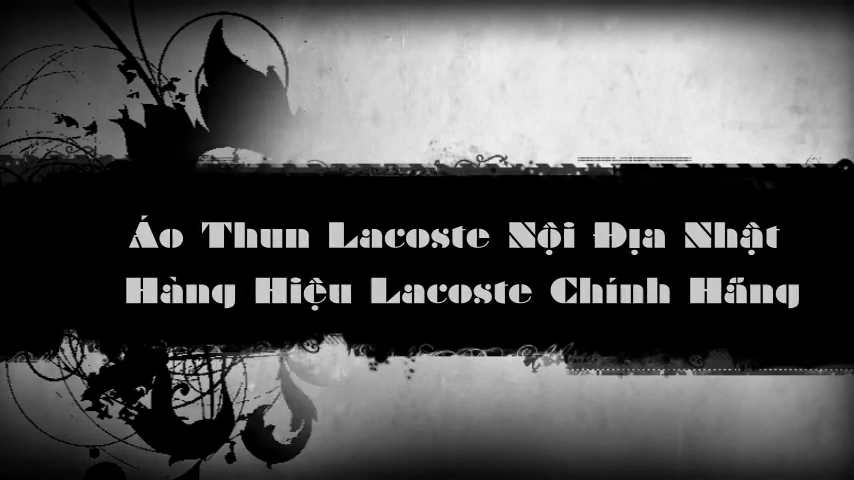 Áo Thun Lacoste Nội Địa Nhật
Hàng Hiệu Lacoste Chính Hãng